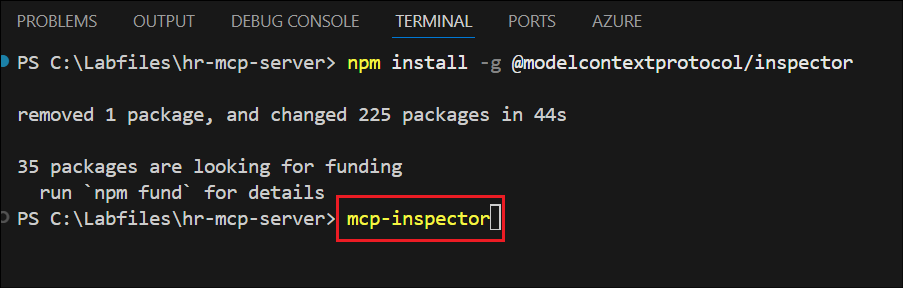 PROBLEMS OUTPUT DEBUG CONSOLE TERMINAL PORTS AZURE
PS C:\Labfiles\hr-mcp-server> npm install -g @modelcontextprotocol/inspector
removed 1 package, and changed 225 packages in 44s
35 packages are looking for funding
run `npm fund` for details
PS C:\Labfiles\hr-mcp-server> mcp-inspector